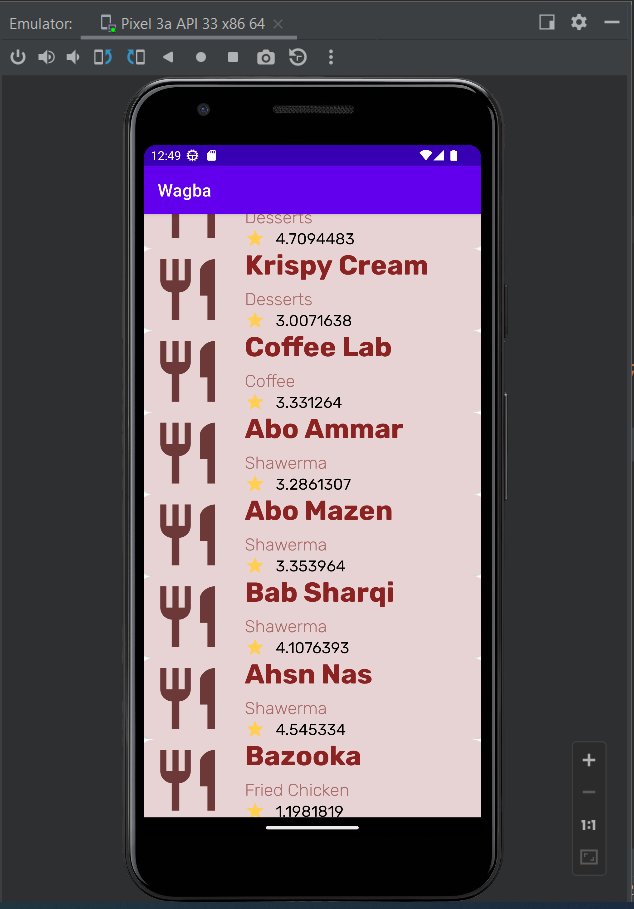 Emulator:
Pixel 3a API 33 x86 64
12:49
Wagba
Desserts
4.7094483
Krispy Cream
Desserts
3.0071638
Coffee Lab
Coffee
3.331264
Abo Ammar
Shawerma
3.2861307
Abo Mazen
Shawerma
3.353964
Bab Sharqi
Shawerma
4.1076393
Ahsn Nas
Shawerma
4.545334
Bazooka
Fried Chicken
1.1981819
1:1